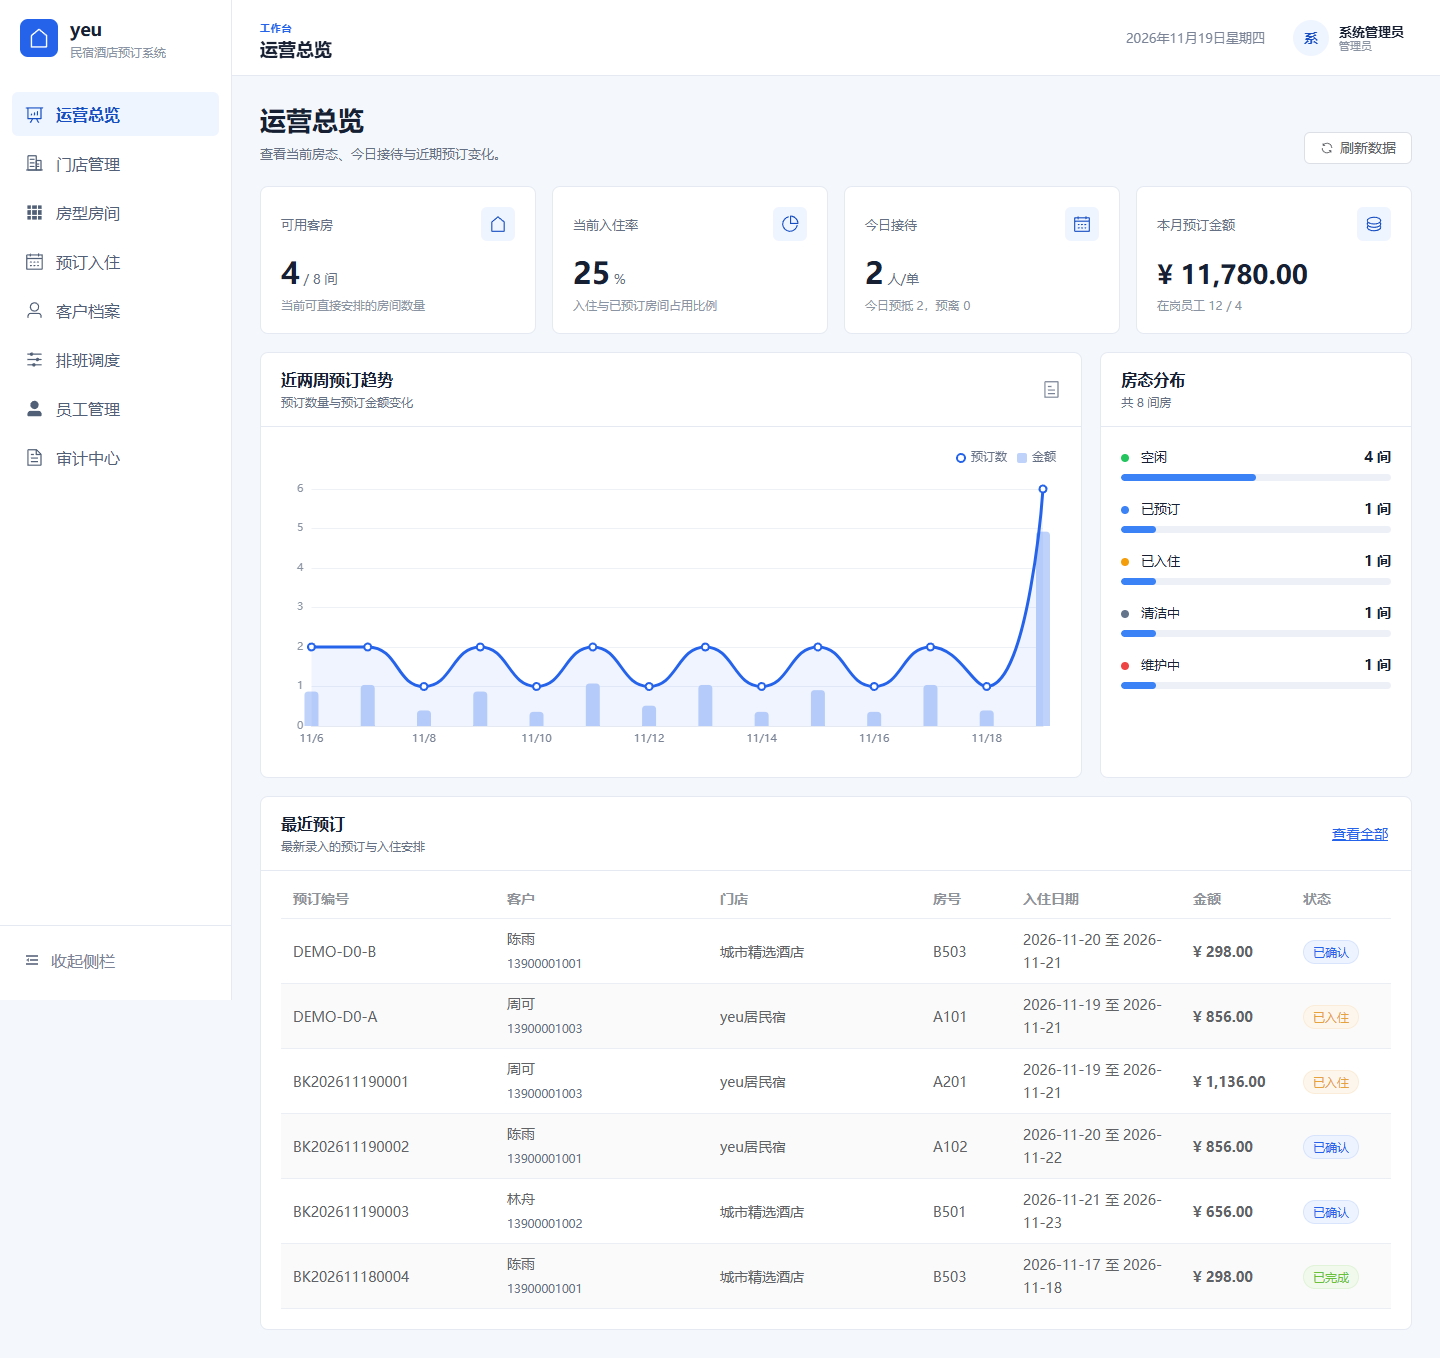 yeu
民宿酒店预订系统
运营总览
门店管理
房型房间
预订入住
客户档案
排班调度
员工管理
审计中心
收起侧栏
工作台
运营总览
2026年11月19日星期四
系
系统管理员
管理员
运营总览
查看当前房态、今日接待与近期预订变化。
刷新数据
可用客房
4 / 8 间
当前可直接安排的房间数量
当前入住率
25 %
入住与已预订房间占用比例
今日接待
2 人/单
今日预抵 2，预离 0
本月预订金额
¥ 11,780.00
在岗员工 12 / 4
近两周预订趋势
预订数量与预订金额变化
预订数 金额
6
5
4
3
2
1
0
11/6 11/8 11/10 11/12 11/14 11/16 11/18
房态分布
共 8 间房
空闲 4 间
已预订 1 间
已入住 1 间
清洁中 1 间
维护中 1 间
最近预订
最新录入的预订与入住安排
查看全部
预订编号 客户 门店 房号 入住日期 金额 状态
DEMO-D0-B 陈雨 13900001001 城市精选酒店 B503 2026-11-20 至 2026-11-21 ¥ 298.00 已确认
DEMO-D0-A 周可 13900001003 yeu居民宿 A101 2026-11-19 至 2026-11-21 ¥ 856.00 已入住
BK202611190001 周可 13900001003 yeu居民宿 A201 2026-11-19 至 2026-11-21 ¥ 1,136.00 已入住
BK202611190002 陈雨 13900001001 yeu居民宿 A102 2026-11-20 至 2026-11-22 ¥ 856.00 已确认
BK202611190003 林舟 13900001002 城市精选酒店 B501 2026-11-21 至 2026-11-23 ¥ 656.00 已确认
BK202611180004 陈雨 13900001001 城市精选酒店 B503 2026-11-17 至 2026-11-18 ¥ 298.00 已完成